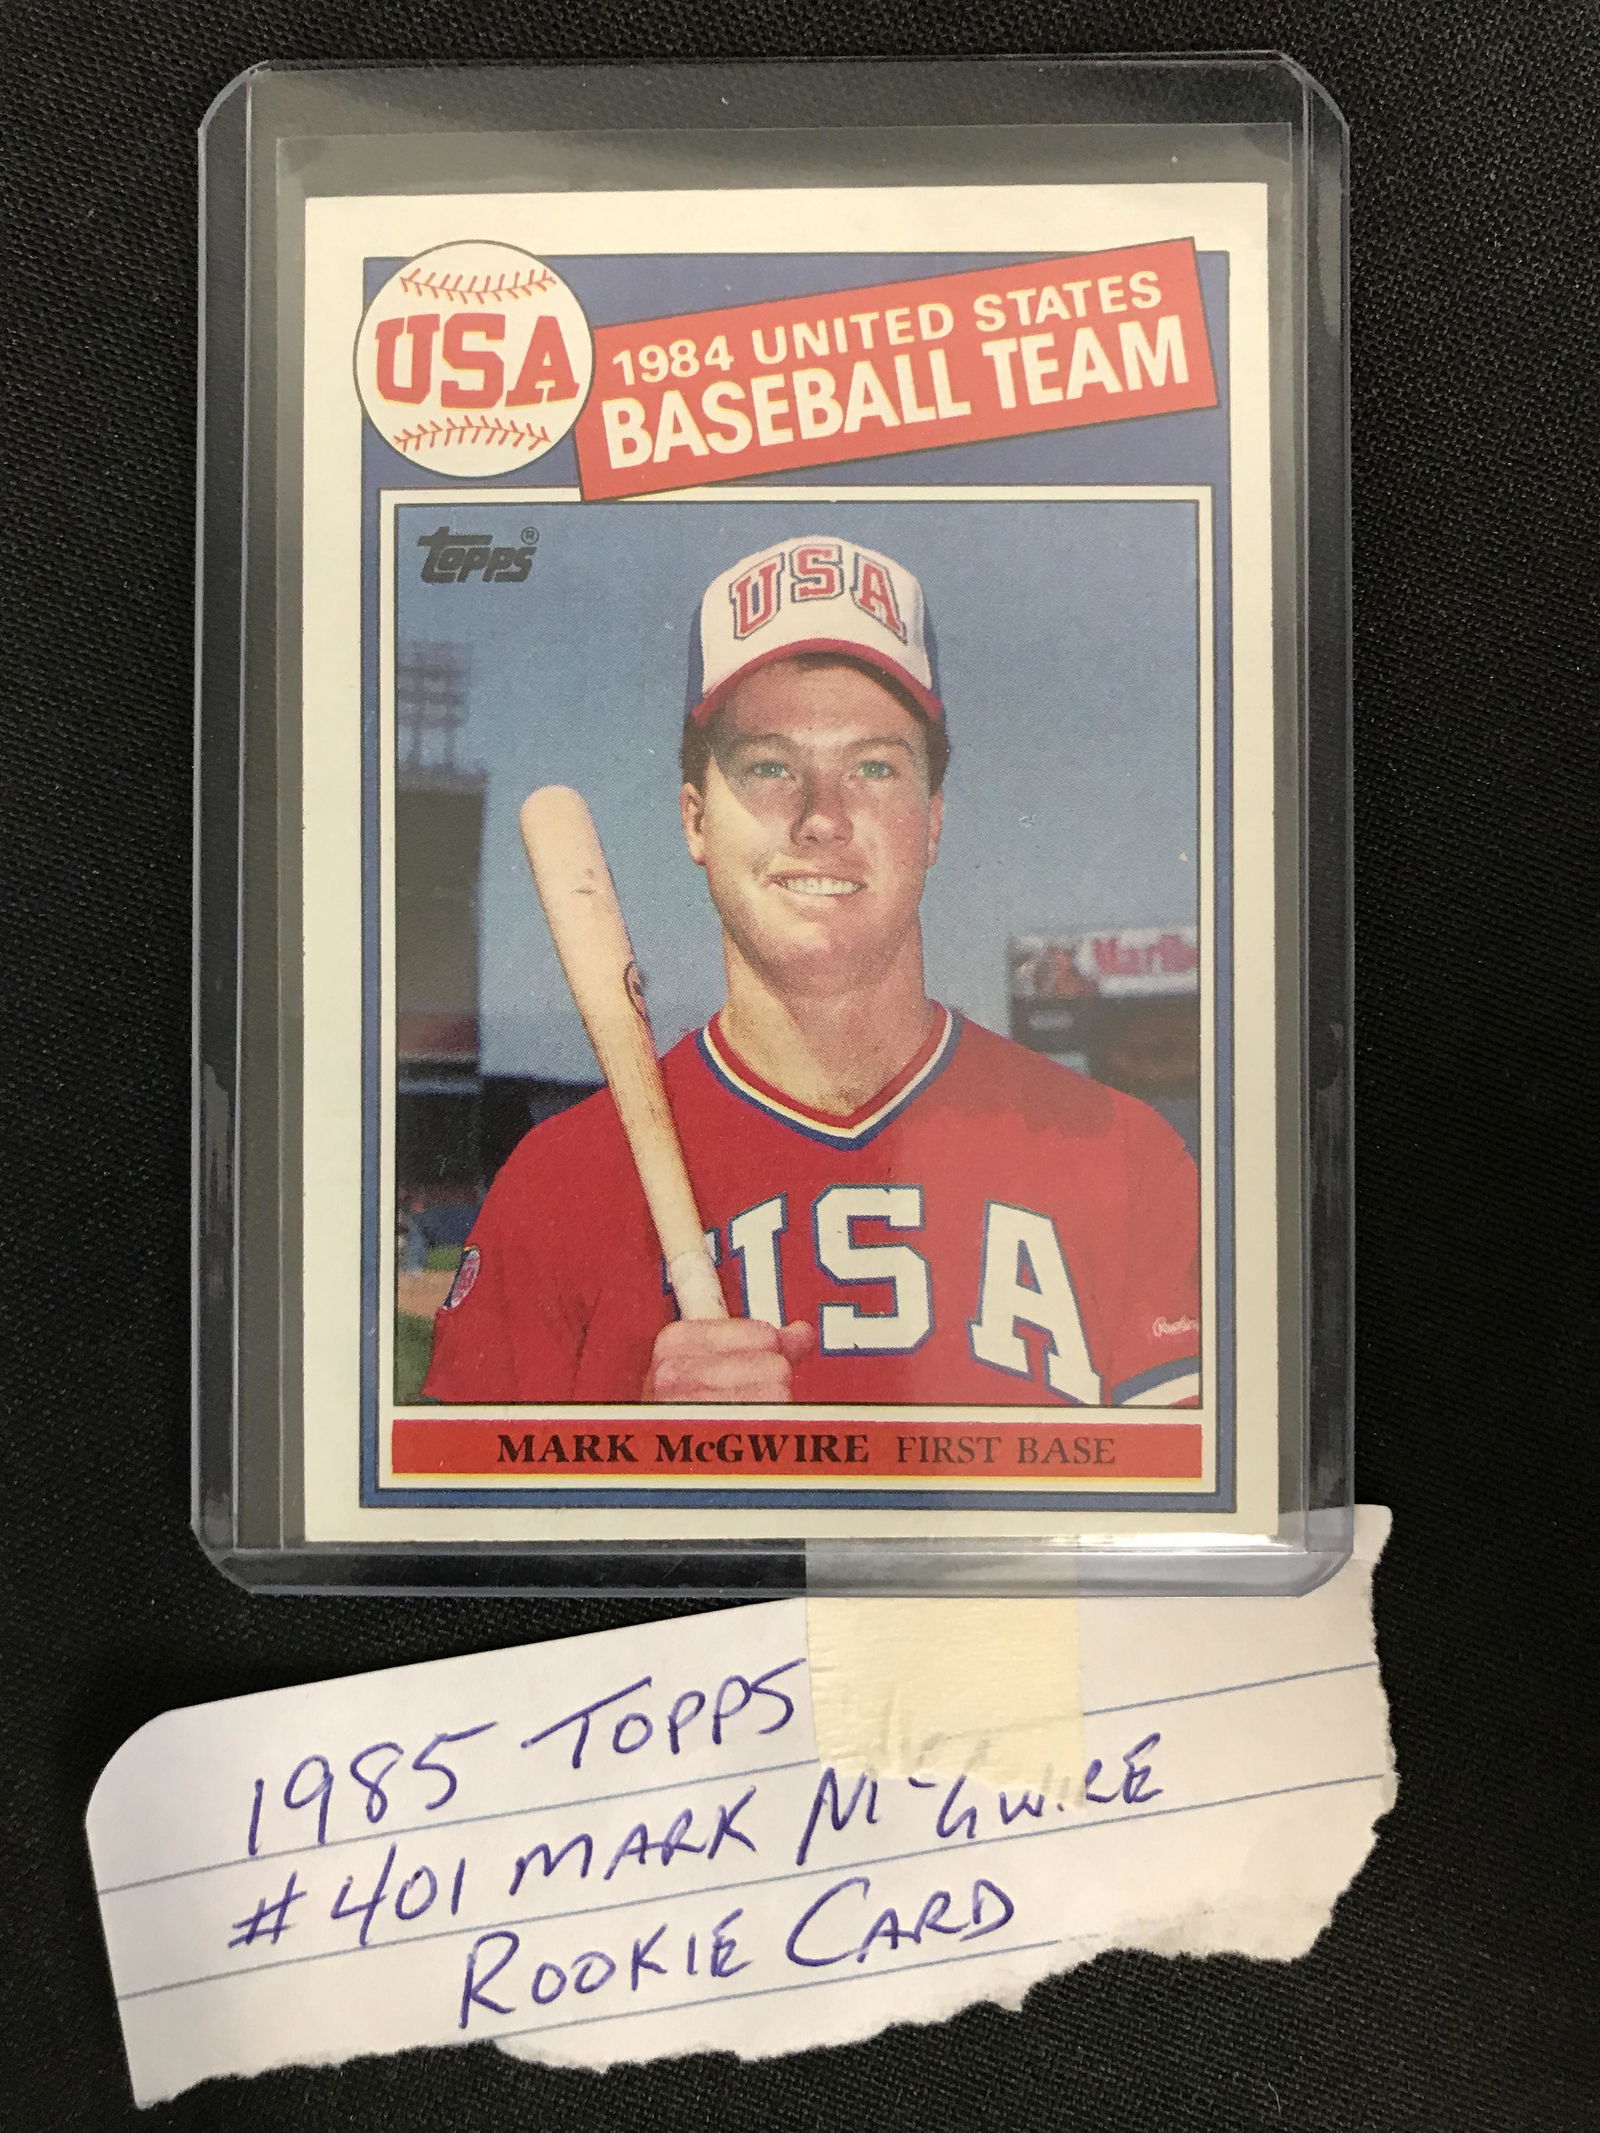 USA
1984 UNITED STATES
BASEBALL TEAM
topps®
USA
Marlb
USA
MARK McGWIRE FIRST BASE
1985 TOPPS
#401 MARK McGWIRE
ROOKIE CARD